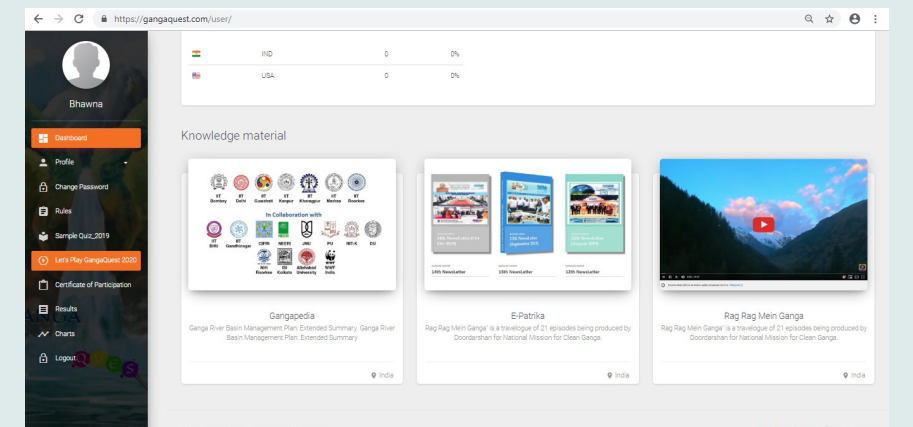 https://gangaquest.com/user/
IND 0 0%
USA 0 0%
Bhawna
Dashboard
Profile
Change Password
Rules
Sample Quiz_2019
Let's Play GangaQuest 2020
Certificate of Participation
Results
Charts
Logout
Knowledge material
IIT Bombay
IIT Delhi
IIT Guwahati
IIT Kanpur
IIT Kharagpur
IIT Madras
IIT Roorkee
In Collaboration with
IIT BHU
IIT Gandhinagar
CIFRI
NEERI
JNU
PU
NIT-K
DU
NIH Roorkee
ISI Kolkata
Allahabad University
WWF India
Gangapedia
Ganga River Basin Management Plan: Extended Summary. Ganga River
Basin Management Plan: Extended Summary
India
14th NewsLetter
13th NewsLetter
12th NewsLetter
E-Patrika
Rag Rag Mein Ganga' is a travelogue of 21 episodes being produced by
Doordarshan for National Mission for Clean Ganga.
India
Rag Rag Mein Ganga
Rag Rag Mein Ganga' is a travelogue of 21 episodes being produced by
Doordarshan for National Mission for Clean Ganga.
India